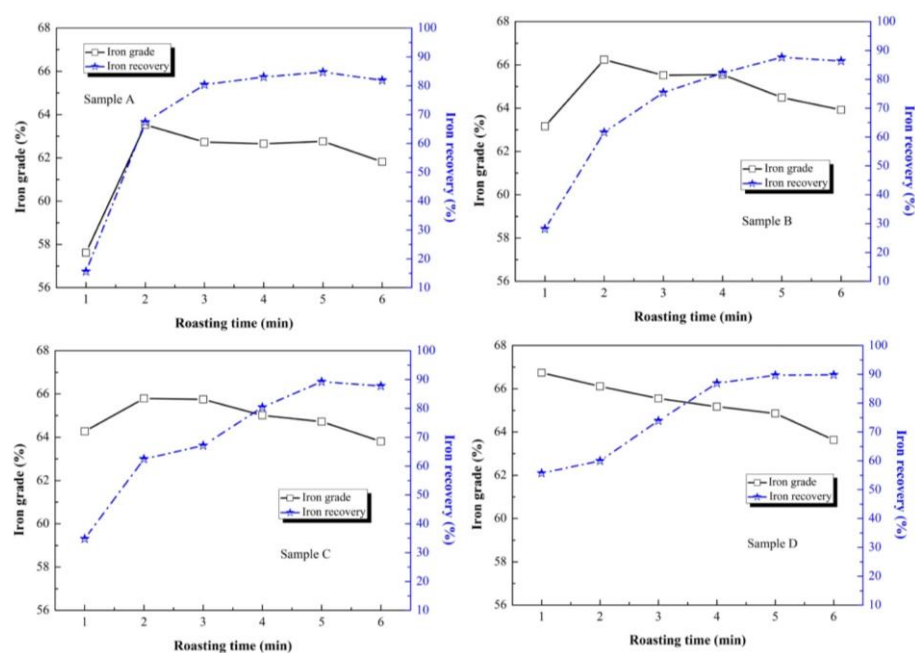 68
66
64
62
60
58
56
Iron grade (%)
Iron grade
Iron recovery
Sample A
100
90
80
70
60
50
40
30
20
10
Iron recovery (%)
1 2 3 4 5 6
Roasting time (min)
68
66
64
62
60
58
56
Iron grade (%)
Iron grade
Iron recovery
Sample B
100
90
80
70
60
50
40
30
20
10
Iron recovery (%)
1 2 3 4 5 6
Roasting time (min)
68
66
64
62
60
58
56
Iron grade (%)
Iron grade
Iron recovery
Sample C
100
90
80
70
60
50
40
30
20
10
Iron recovery (%)
1 2 3 4 5 6
Roasting time (min)
68
66
64
62
60
58
56
Iron grade (%)
Iron grade
Iron recovery
Sample D
100
90
80
70
60
50
40
30
20
10
Iron recovery (%)
1 2 3 4 5 6
Roasting time (min)